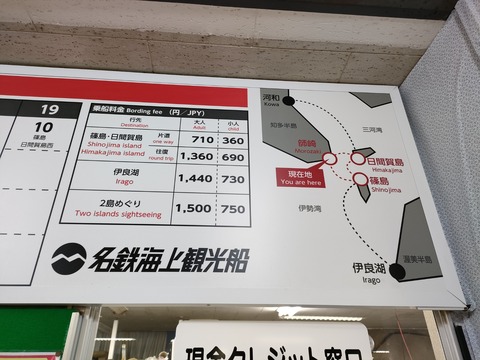 19
10
篠島
日間賀島西
乗船料金 Bording fee (円／JPY)
行先 Destination 大人 Adult 小人 child
篠島・日間賀島 片道 one way 710 360
Shinojima island
Himakajima islamd 往復 round trip 1,360 690
伊良湖 Irago 1,440 730
2島めぐり Two islands sightseeing 1,500 750
名鉄海上観光船
河和
Kowa
知多半島
三河湾
師崎
Morozaki
日間賀島
Himakajima
現在地
You are here
篠島
Shinojima
伊勢湾
伊良湖
Irago
渥美半島
現金クレジット窓口